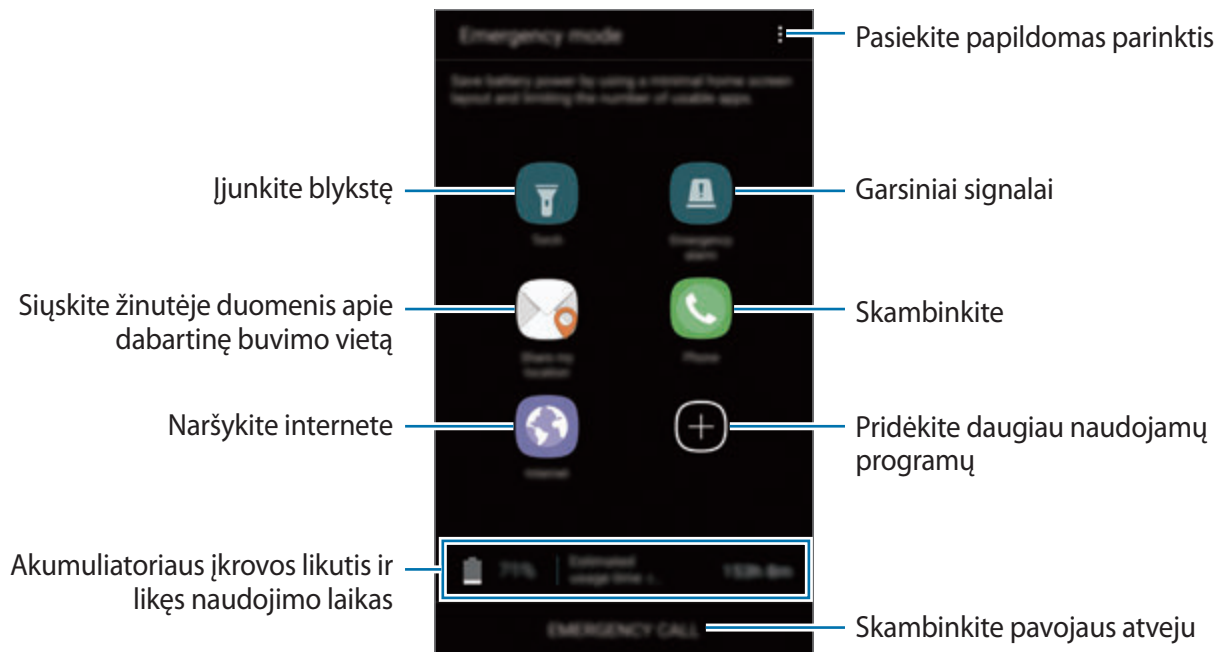 Emergency mode
Pasiekite papildomas parinktis
Save battery power by using a minimal home screen
layout and limiting the number of usable apps.
Įjunkite blykstę
Garsiniai signalai
Torch
Emergency
alarm
Siųskite žinutėje duomenis apie
dabartinę buvimo vietą
Skambinkite
Share my
location
Phone
Naršykite internete
Pridėkite daugiau naudojamų
programų
Internet
Akumuliatoriaus įkrovos likutis ir
likęs naudojimo laikas
71%
Estimated
usage time
EMERGENCY CALL
Skambinkite pavojaus atveju